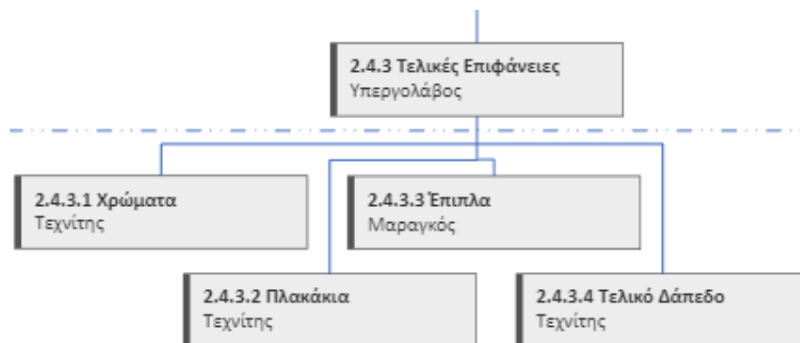 2.4.3 Τελικές Επιφάνειες
Υπεργολάβος
2.4.3.1 Χρώματα
Τεχνίτης
2.4.3.3 Έπιπλα
Μαραγκός
2.4.3.2 Πλακάκια
Τεχνίτης
2.4.3.4 Τελικό Δάπεδο
Τεχνίτης